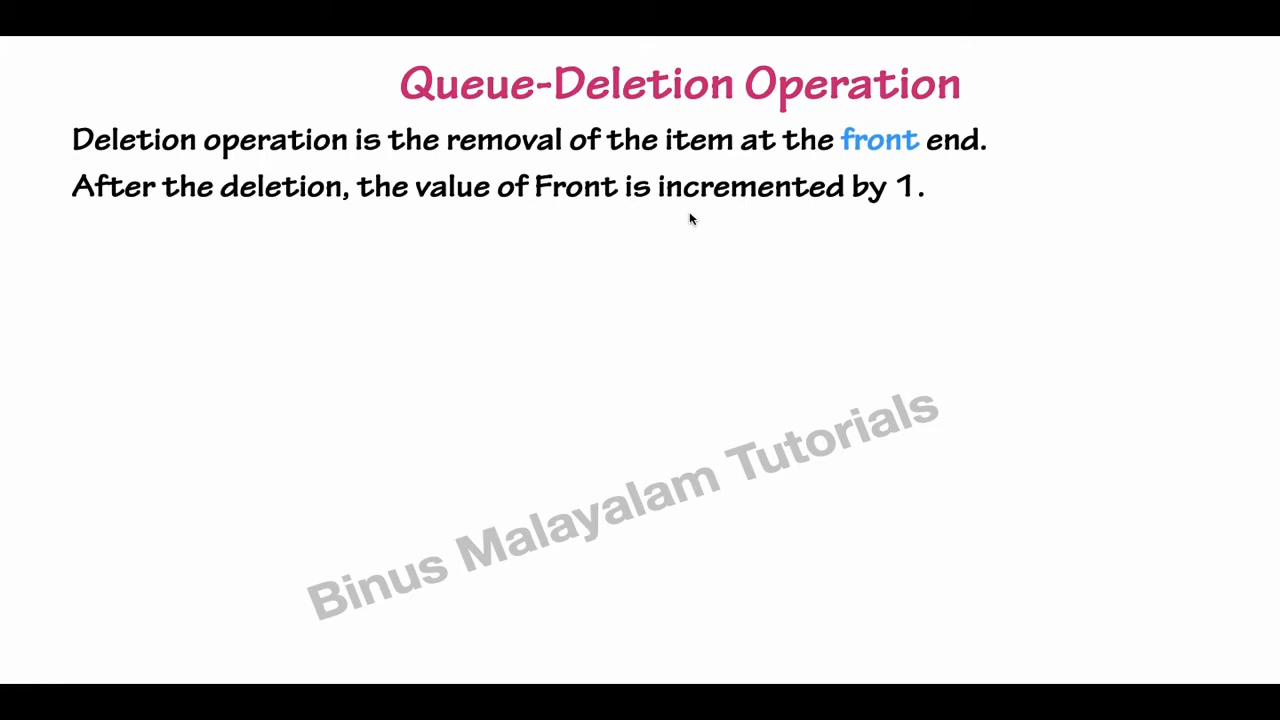 Queue-Deletion Operation
Deletion operation is the removal of the item at the front end.
After the deletion, the value of Front is incremented by 1.
Binus Malayalam Tutorials